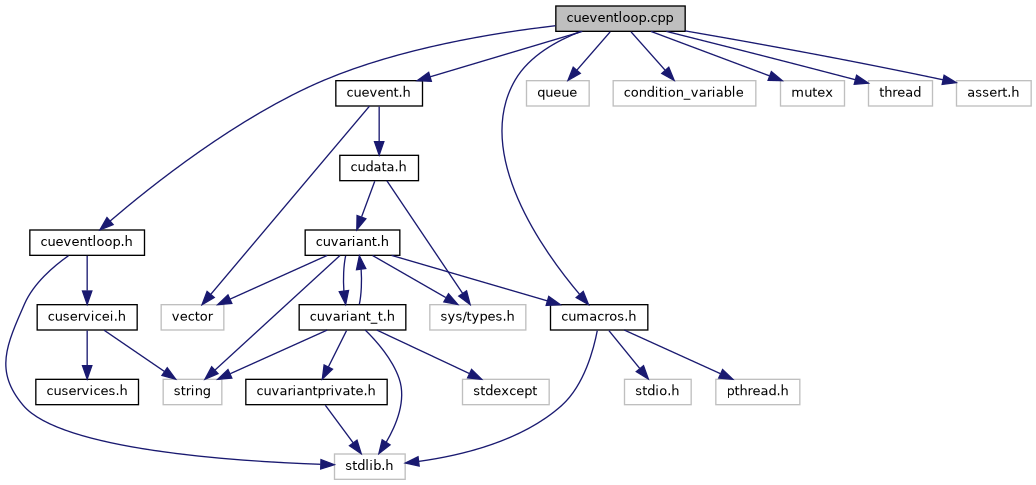 cueventloop.cpp
cuevent.h
queue
condition_variable
mutex
thread
assert.h
cudata.h
cueventloop.h
cuvariant.h
cuservicei.h
vector
cuvariant_t.h
sys/types.h
cumacros.h
cuservices.h
string
cuvariantprivate.h
stdexcept
stdio.h
pthread.h
stdlib.h